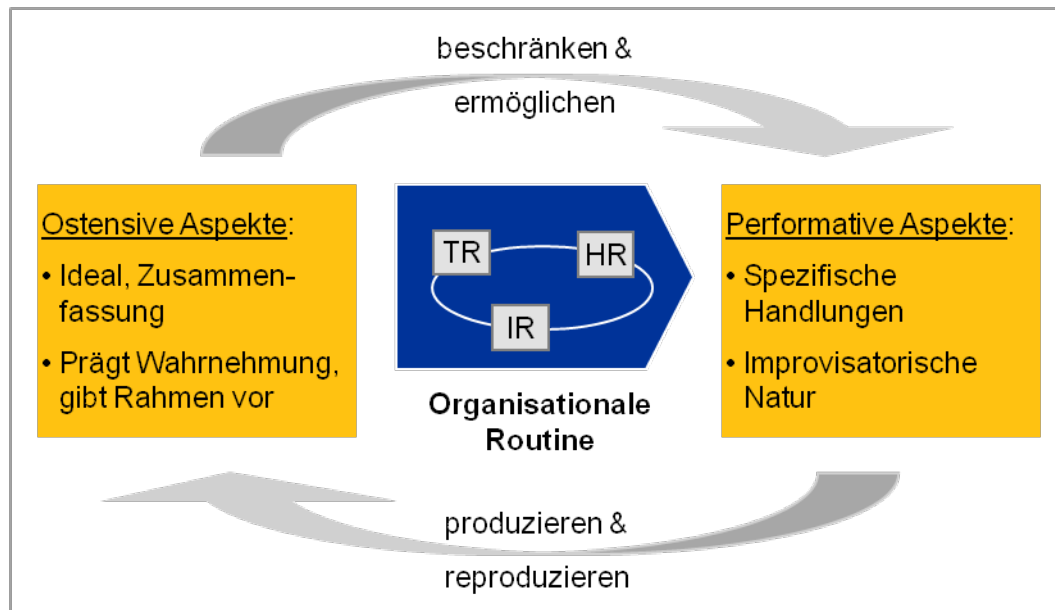 beschränken &
ermöglichen
Ostensive Aspekte:
• Ideal, Zusammen-
fassung
• Prägt Wahrnehmung,
gibt Rahmen vor
TR
HR
IR
Organisationale
Routine
Performative Aspekte:
• Spezifische
Handlungen
• Improvisatorische
Natur
produzieren &
reproduzieren